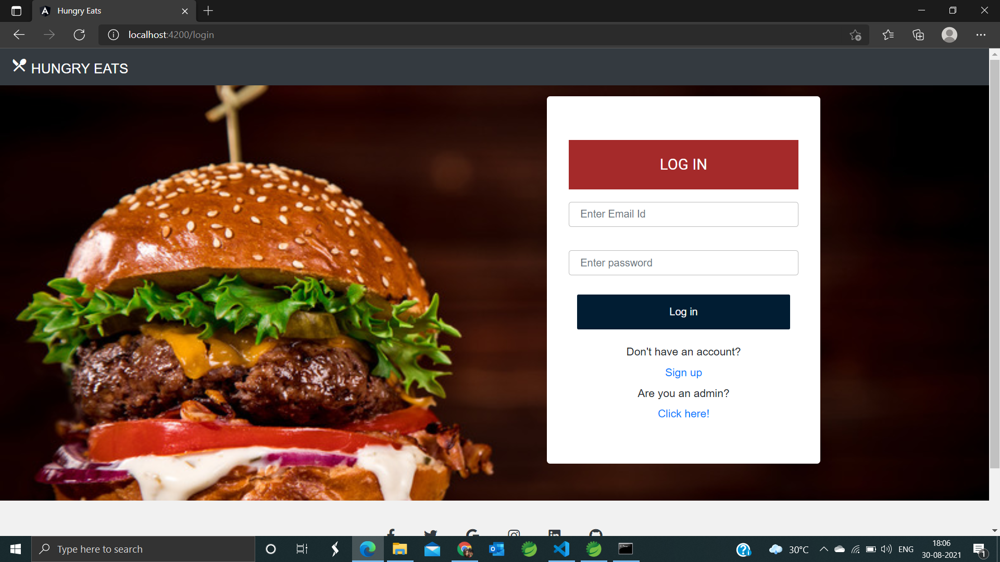 Hungry Eats
localhost:4200/login
HUNGRY EATS
LOG IN
Enter Email Id
Enter password
Log in
Don't have an account?
Sign up
Are you an admin?
Click here!
Type here to search
30°C
ENG
18:06
30-08-2021
1